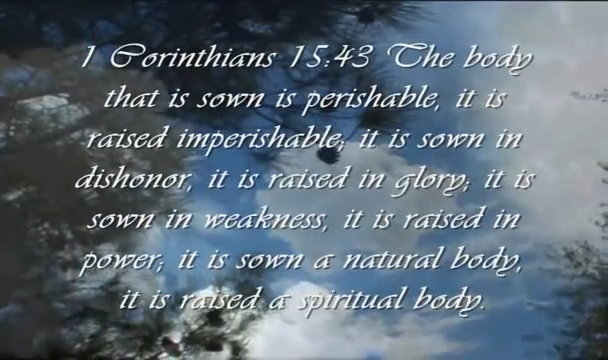 1 Corinthians 15:43 The body
that is sown is perishable, it is
raised imperishable; it is sown in
dishonor, it is raised in glory; it is
sown in weakness, it is raised in
power; it is sown a natural body,
it is raised a spiritual body.